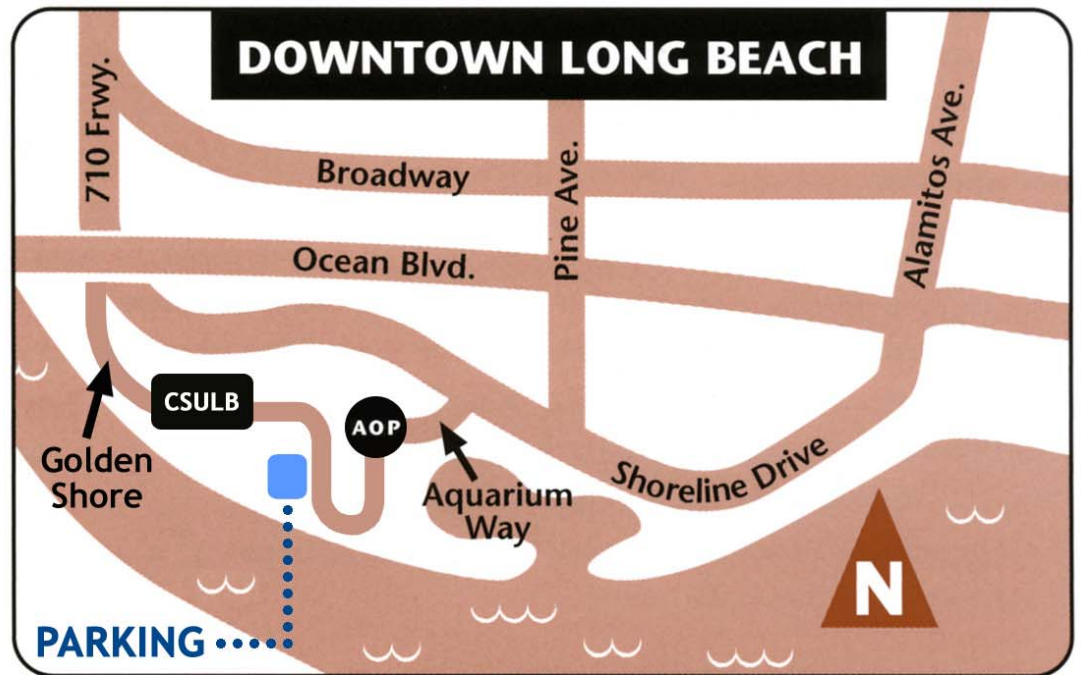 DOWNTOWN LONG BEACH
710 Frwy.
Broadway
Pine Ave.
Alamitos Ave.
Ocean Blvd.
CSULB
AOP
Golden
Shore
Aquarium
Way
Shoreline Drive
N
PARKING